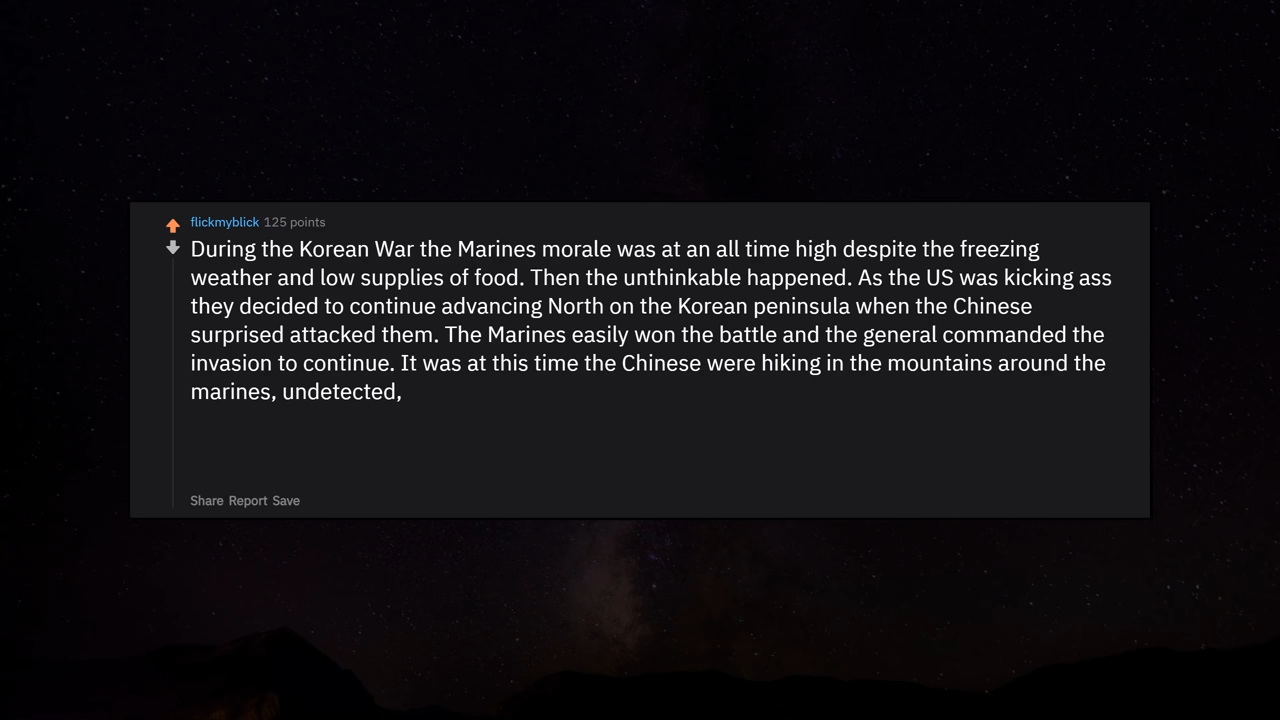 flickmyblick 125 points
During the Korean War the Marines morale was at an all time high despite the freezing
weather and low supplies of food. Then the unthinkable happened. As the US was kicking ass
they decided to continue advancing North on the Korean peninsula when the Chinese
surprised attacked them. The Marines easily won the battle and the general commanded the
invasion to continue. It was at this time the Chinese were hiking in the mountains around the
marines, undetected,
Share Report Save